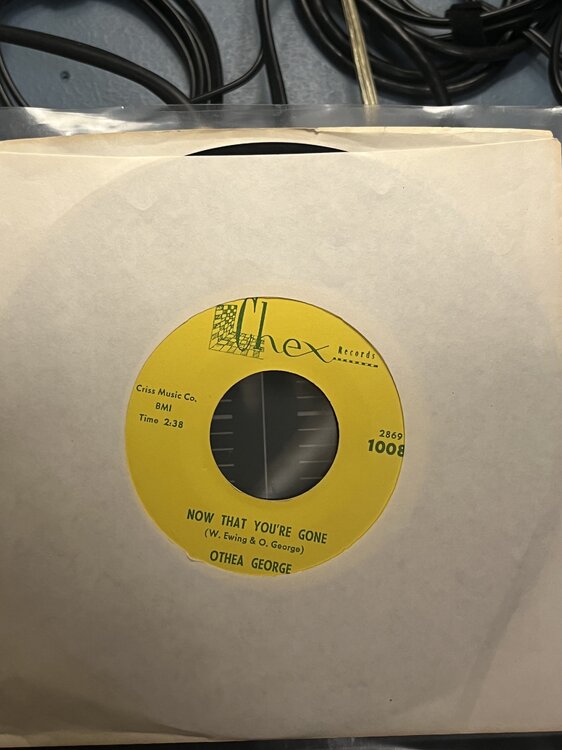 Chex Records
Criss Music Co.
BMI
Time 2:38
2869
1008
NOW THAT YOU'RE GONE
(W. Ewing & O. George)
OTHEA GEORGE